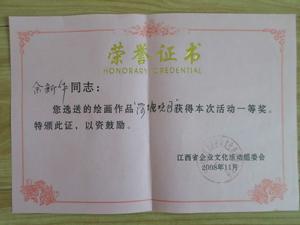 荣誉证书
HONORARY CREDENTIAL
余新华同志：
您选送的绘画作品获得本次活动一等奖。
特颁此证，以资鼓励。
江西省企业文化活动组委会
2008年11月